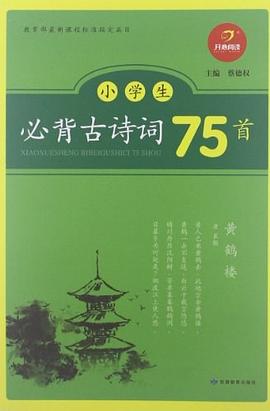 教育部最新课程标准指定篇目
开心阅读
主编 蔡德权
小学生
必背古诗词75首
XIAOXUESHENG BIBEIGUSHICI 75 SHOU
黄鹤楼
唐 崔颢
昔人已乘黄鹤去，此地空余黄鹤楼。
黄鹤一去不复返，白云千载空悠悠。
晴川历历汉阳树，芳草萋萋鹦鹉洲。
日暮乡关何处是？烟波江上使人愁。